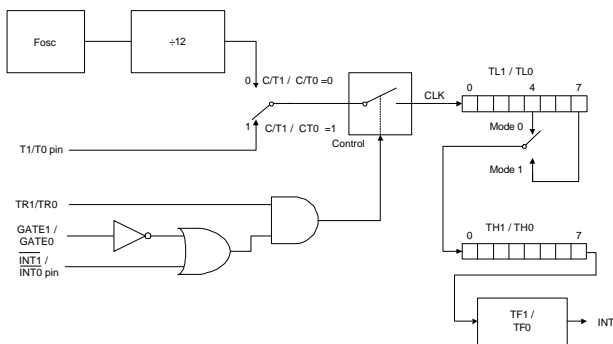 Fosc
÷12
0 C/T1 / C/T0 =0
1 C/T1 / CT0 =1
T1/T0 pin
Control
CLK
TL1 / TL0
0 4 7
Mode 0
Mode 1
TR1/TR0
GATE1 /
GATE0
INT1 /
INT0 pin
TH1 / TH0
0 7
TF1 /
TF0
INT